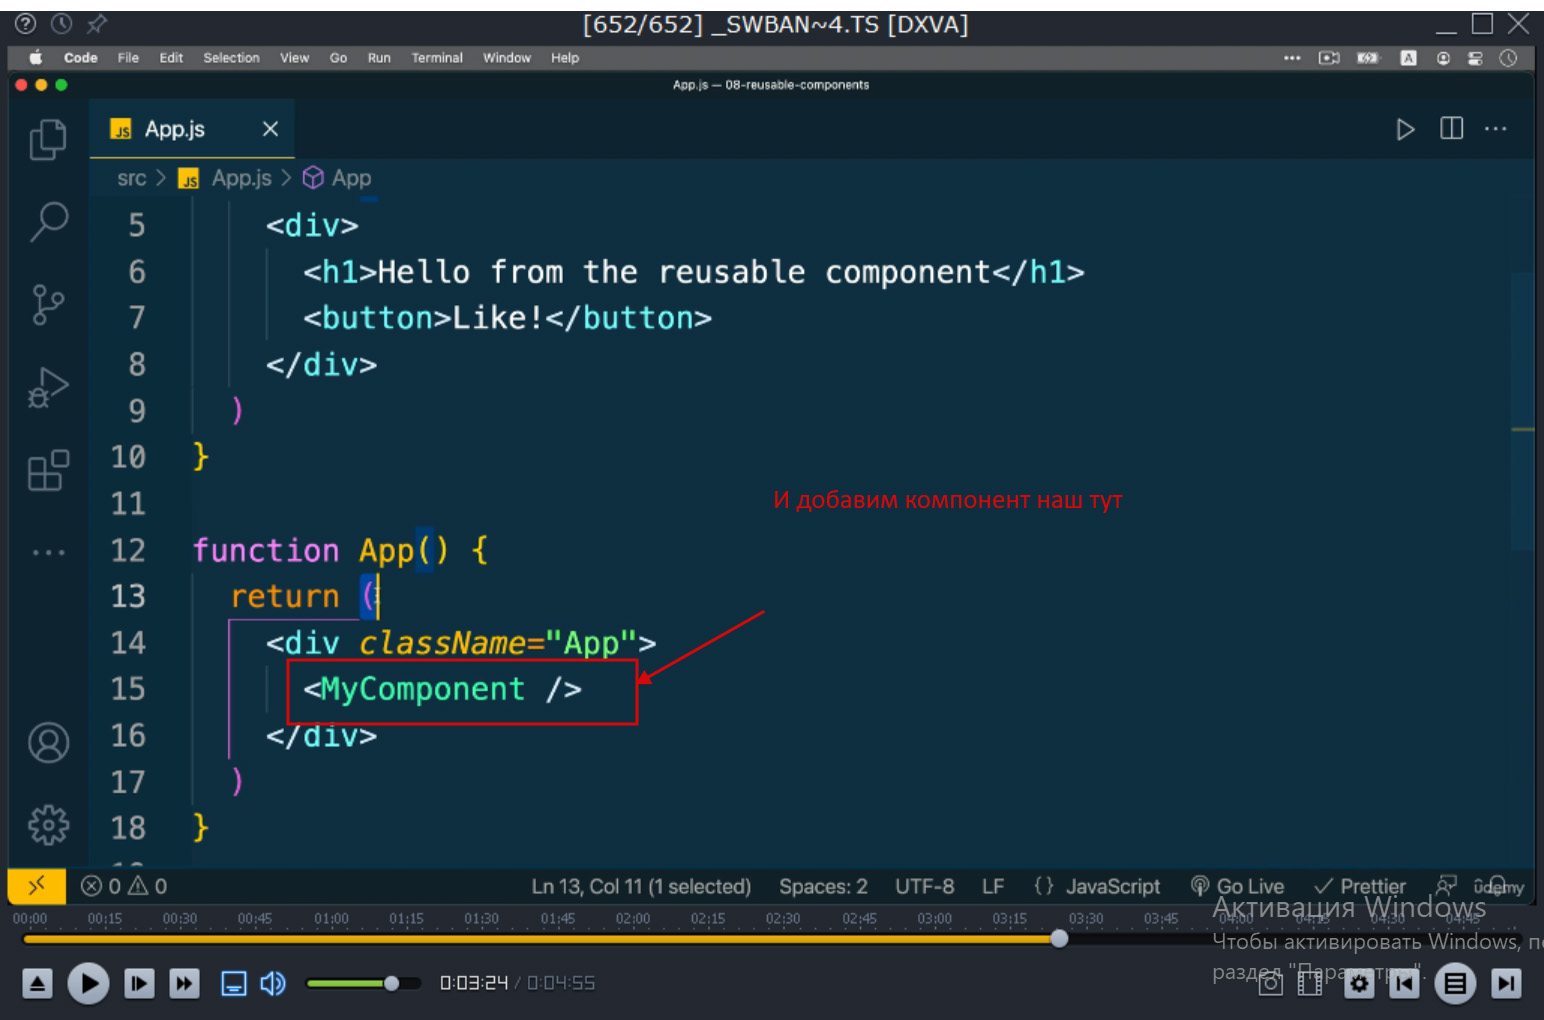 [652/652] _SWBAN~4.TS [DXVA]
Code File Edit Selection View Go Run Terminal Window Help
A
App.js — 08-reusable-components
JS App.js
src > JS App.js > App
5 <div>
6 <h1>Hello from the reusable component</h1>
7 <button>Like!</button>
8 </div>
9 )
10 }
11
И добавим компонент наш тут
12 function App() {
13 return (
14 <div className="App">
15 <MyComponent />
16 </div>
17 )
18 }
0 0 Ln 13, Col 11 (1 selected) Spaces: 2 UTF-8 LF {} JavaScript Go Live Prettier ûdemy
00:00 00:15 00:30 00:45 01:00 01:15 01:30 01:45 02:00 02:15 02:30 02:45 03:00 03:15 03:30 03:45 04:00 04:15 04:30 04:45
Активация Windows
Чтобы активировать Windows,
раздел "Параметры".
0:03:24 / 0:04:55